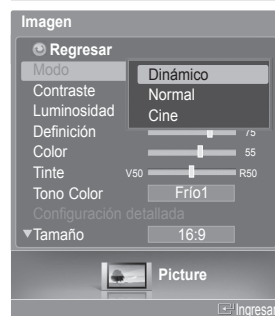 Imagen
Regresar
Modo
Dinámico
Contraste
Normal
Luminosidad
Cine
Definición 75
Color 55
Tinte V50 R50
Tono Color Frío1
Configuración detallada
▼Tamaño 16:9
Picture
Ingresar